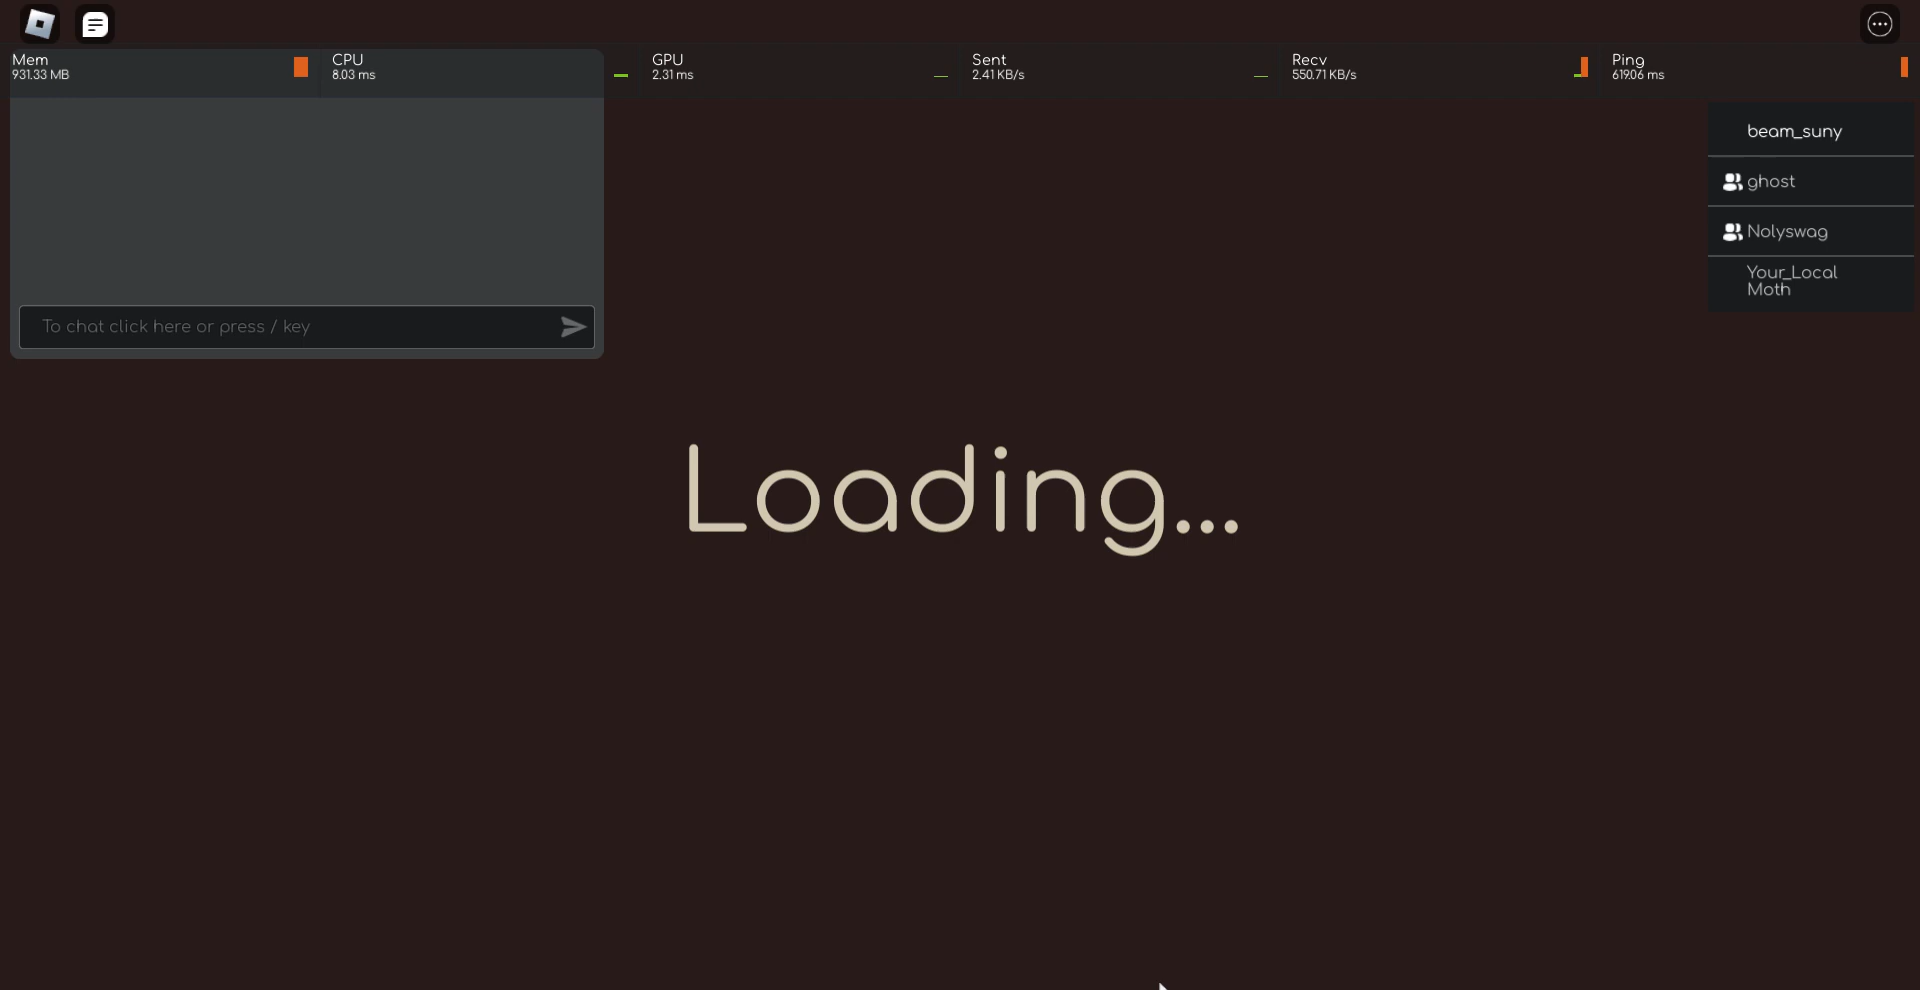 Mem
931.33 MB
CPU
8.03 ms
GPU
2.31 ms
Sent
2.41 KB/s
Recv
550.71 KB/s
Ping
619.06 ms
beam_suny
ghost
Nolyswag
Your_Local
Moth
To chat click here or press / key
Loading...